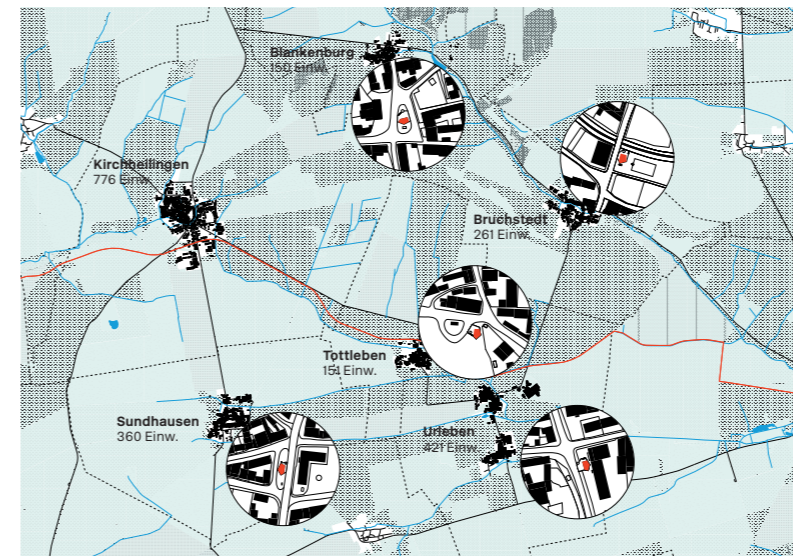 Blankenburg
150 Einw.
Kirchheilingen
776 Einw.
Bruchstedt
261 Einw.
Tottleben
151 Einw.
Sundhausen
360 Einw.
Urleben
421 Einw.